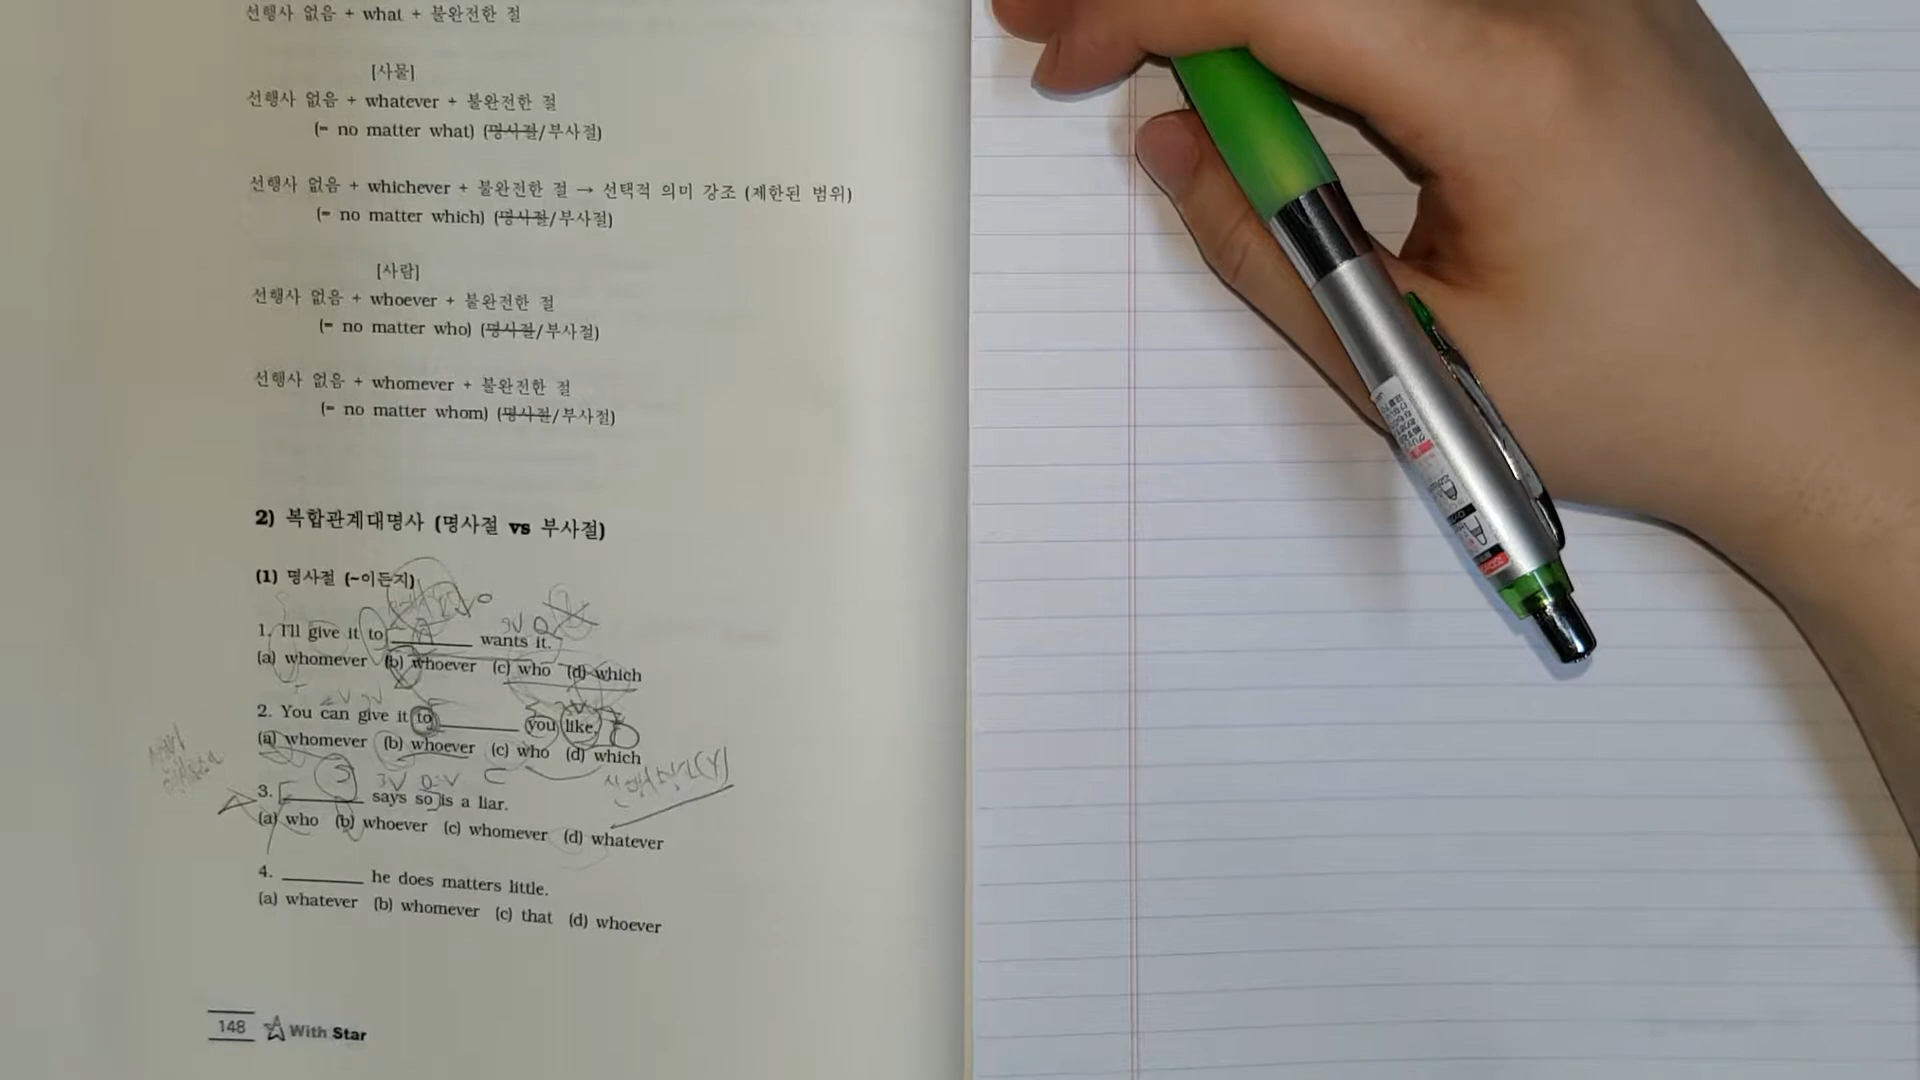 선행사 없음 + what + 불완전한 절
[사물]
선행사 없음 + whatever + 불완전한 절
(= no matter what) (명사절/부사절)
선행사 없음 + whichever + 불완전한 절 → 선택적 의미 강조 (제한된 범위)
(= no matter which) (명사절/부사절)
[사람]
선행사 없음 + whoever + 불완전한 절
(= no matter who) (명사절/부사절)
선행사 없음 + whomever + 불완전한 절
(= no matter whom) (명사절/부사절)
2) 복합관계대명사 (명사절 vs 부사절)
(1) 명사절 (~이든지)
1. I'll give it to ________ wants it.
(a) whomever (b) whoever (c) who (d) which
2. You can give it to ________ you like.
(a) whomever (b) whoever (c) who (d) which
3. ________ says so is a liar.
(a) who (b) whoever (c) whomever (d) whatever
4. ________ he does matters little.
(a) whatever (b) whomever (c) that (d) whoever
148 With Star